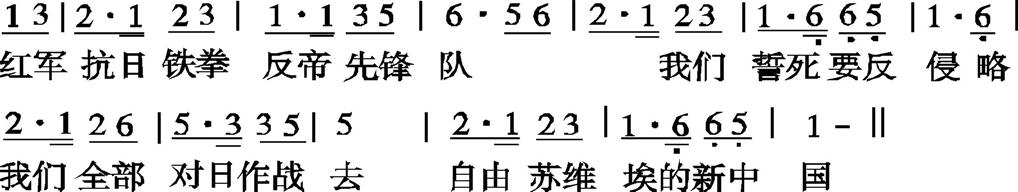 1 3 | 2 · 1 2 3 | 1 · 1 3 5 | 6 · 5 6 | 2 · 1 2 3 | 1 · 6 6 5 | 1 · 6 |
红军 抗日 铁拳 反帝 先锋 队 我们 誓死 要反 侵略
2 · 1 2 6 | 5 · 3 3 5 | 5 | 2 · 1 2 3 | 1 · 6 6 5 | 1 - ||
我们 全部 对日作战 去 自由 苏维 埃的新中 国